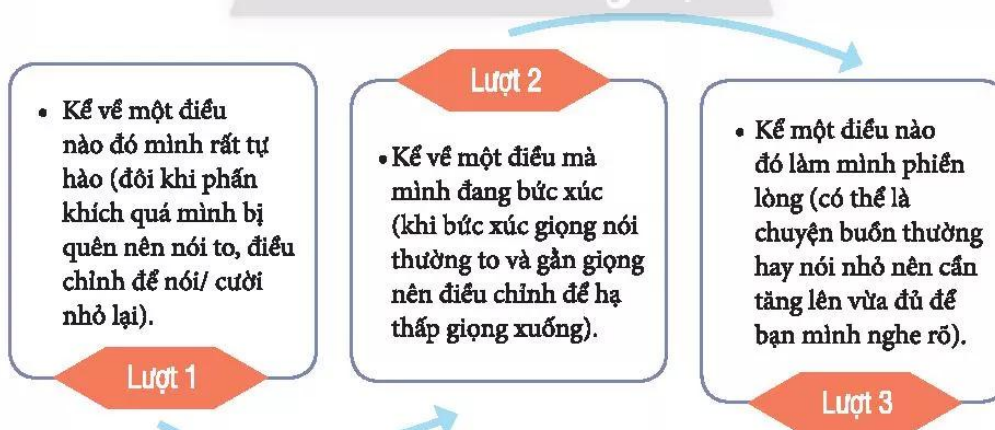 • Kể về một điều
nào đó mình rất tự
hào (đôi khi phấn
khích quá mình bị
quên nên nói to, điều
chỉnh để nói/ cười
nhỏ lại).
Lượt 1
Lượt 2
• Kể về một điều mà
mình đang bức xúc
(khi bức xúc giọng nói
thường to và gằn giọng
nên điều chỉnh để hạ
thấp giọng xuống).
• Kể một điều nào
đó làm mình phiền
lòng (có thể là
chuyện buồn thường
hay nói nhỏ nên cần
tăng lên vừa đủ để
bạn mình nghe rõ).
Lượt 3